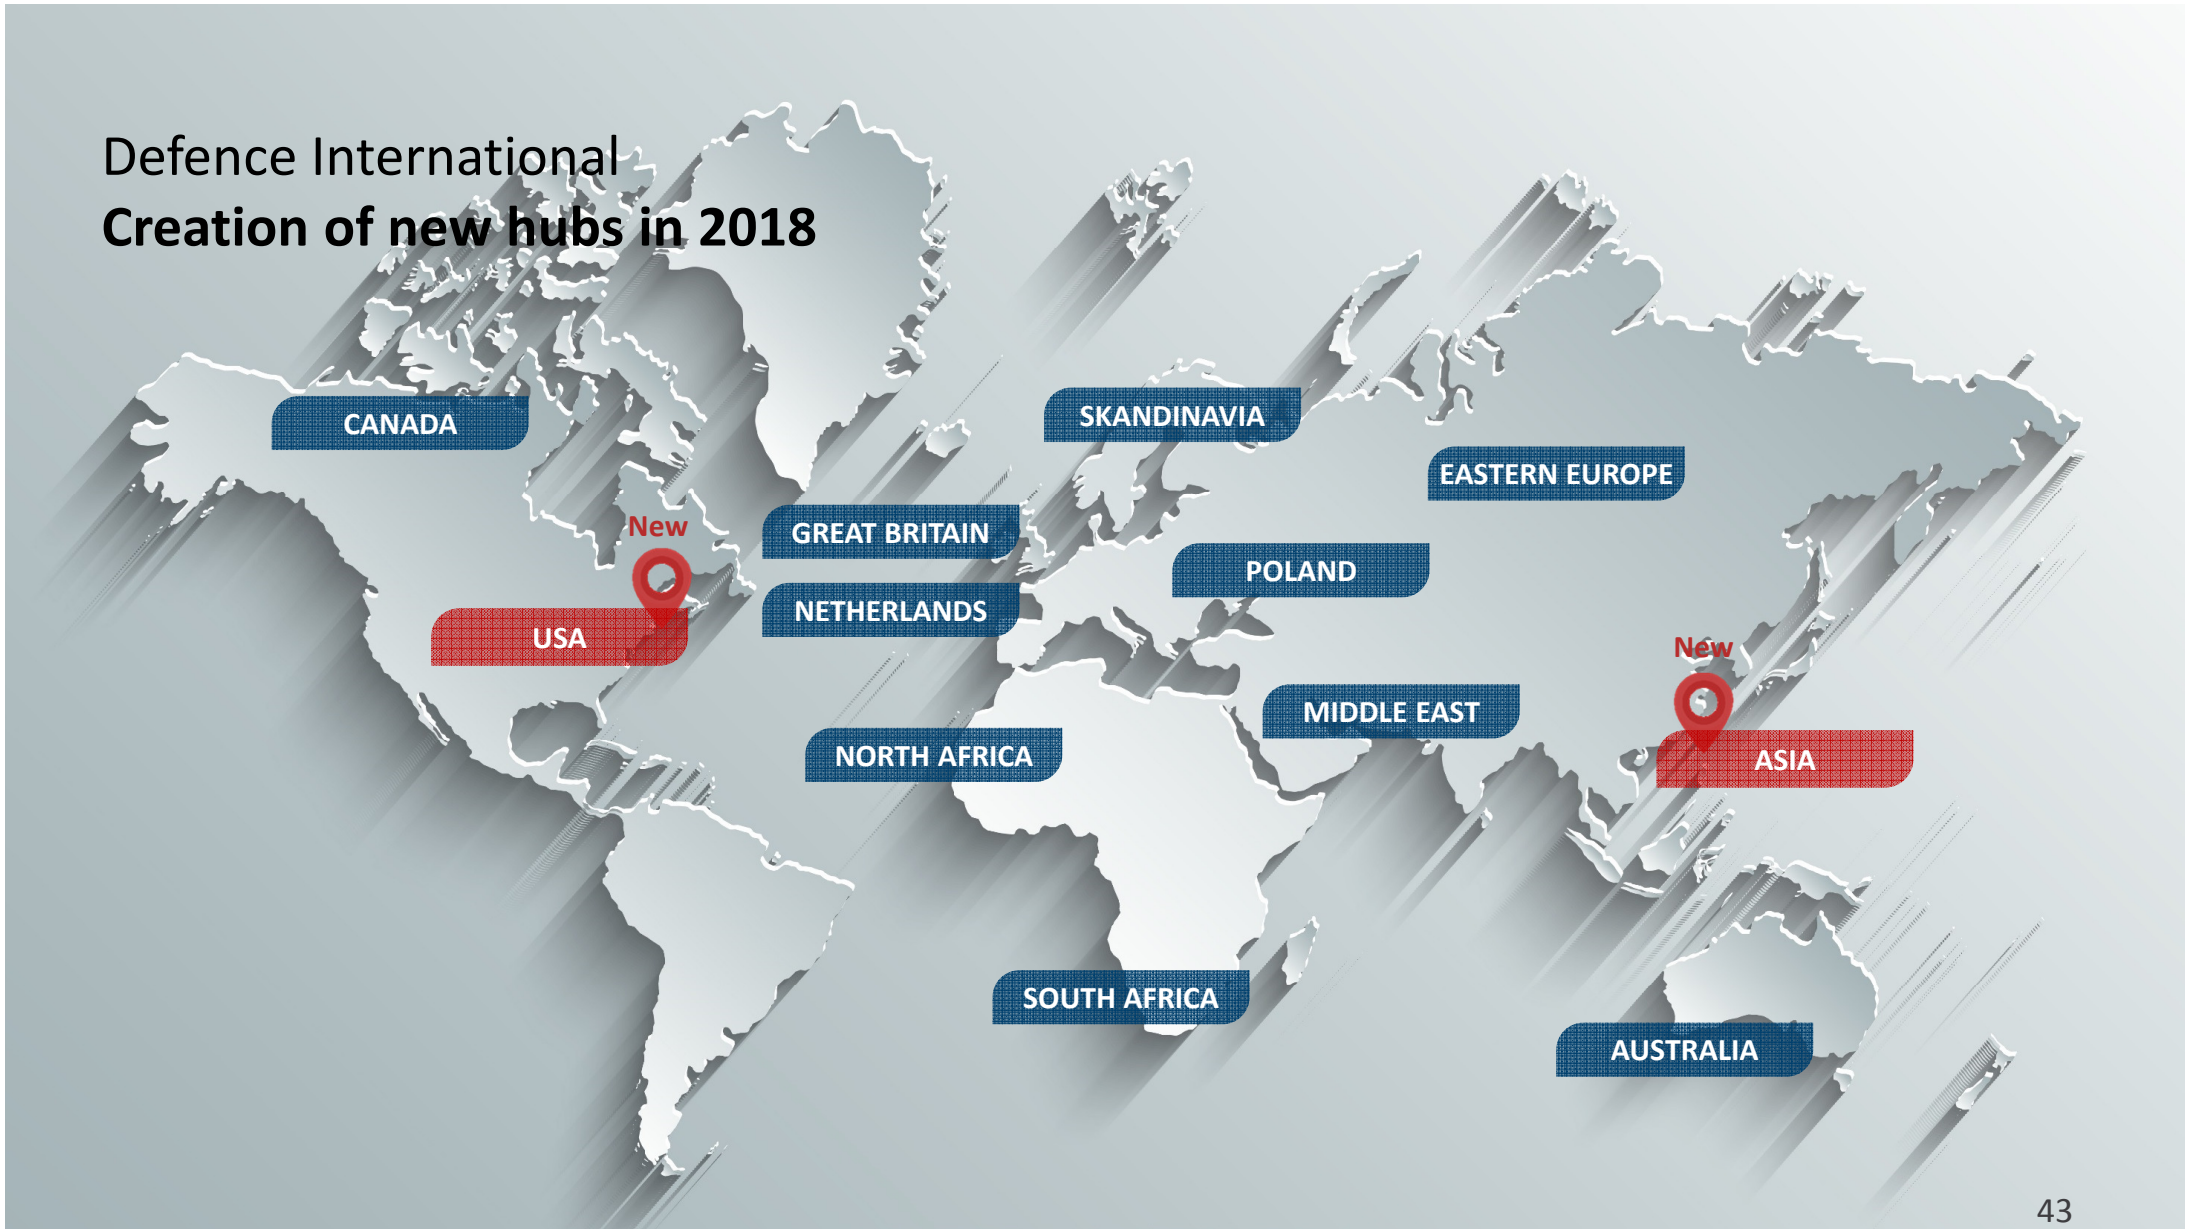 Defence International
Creation of new hubs in 2018
CANADA
SKANDINAVIA
EASTERN EUROPE
New
GREAT BRITAIN
POLAND
NETHERLANDS
USA
New
MIDDLE EAST
NORTH AFRICA
ASIA
SOUTH AFRICA
AUSTRALIA
43